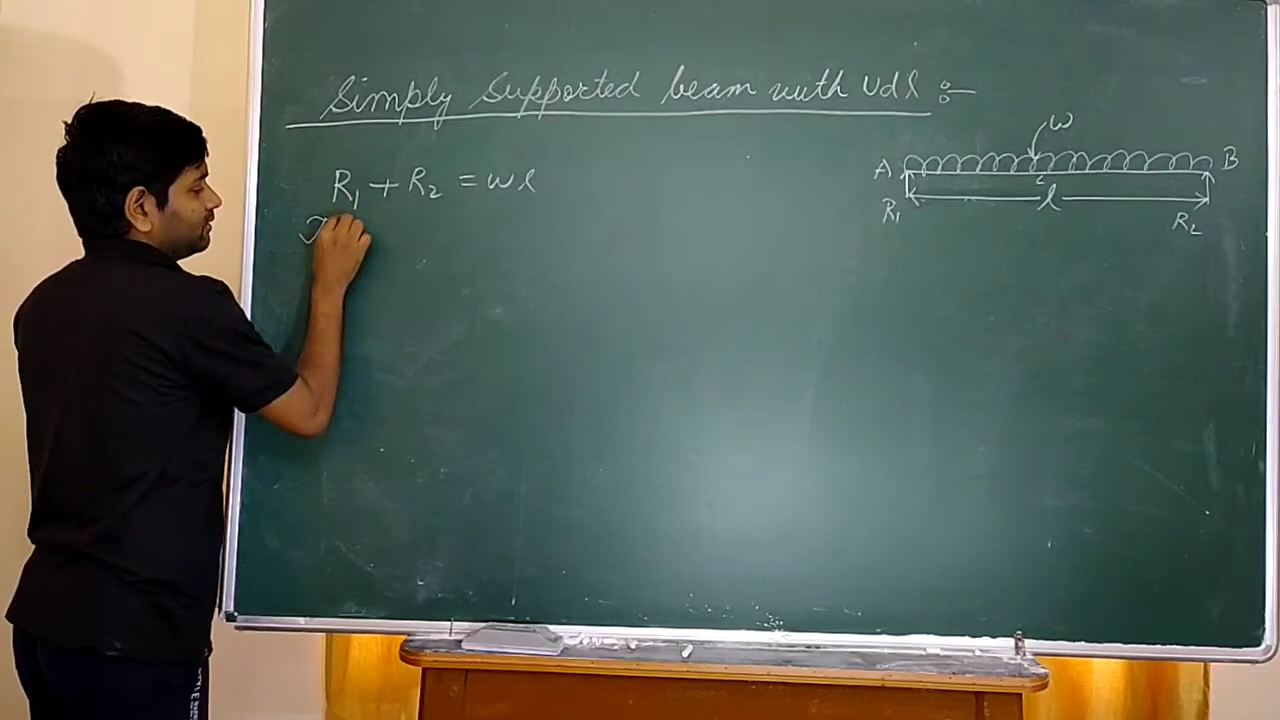 Simply Supported beam with Udl :-
R1 + R2 = wl
w
A B
c
l
R1 R2